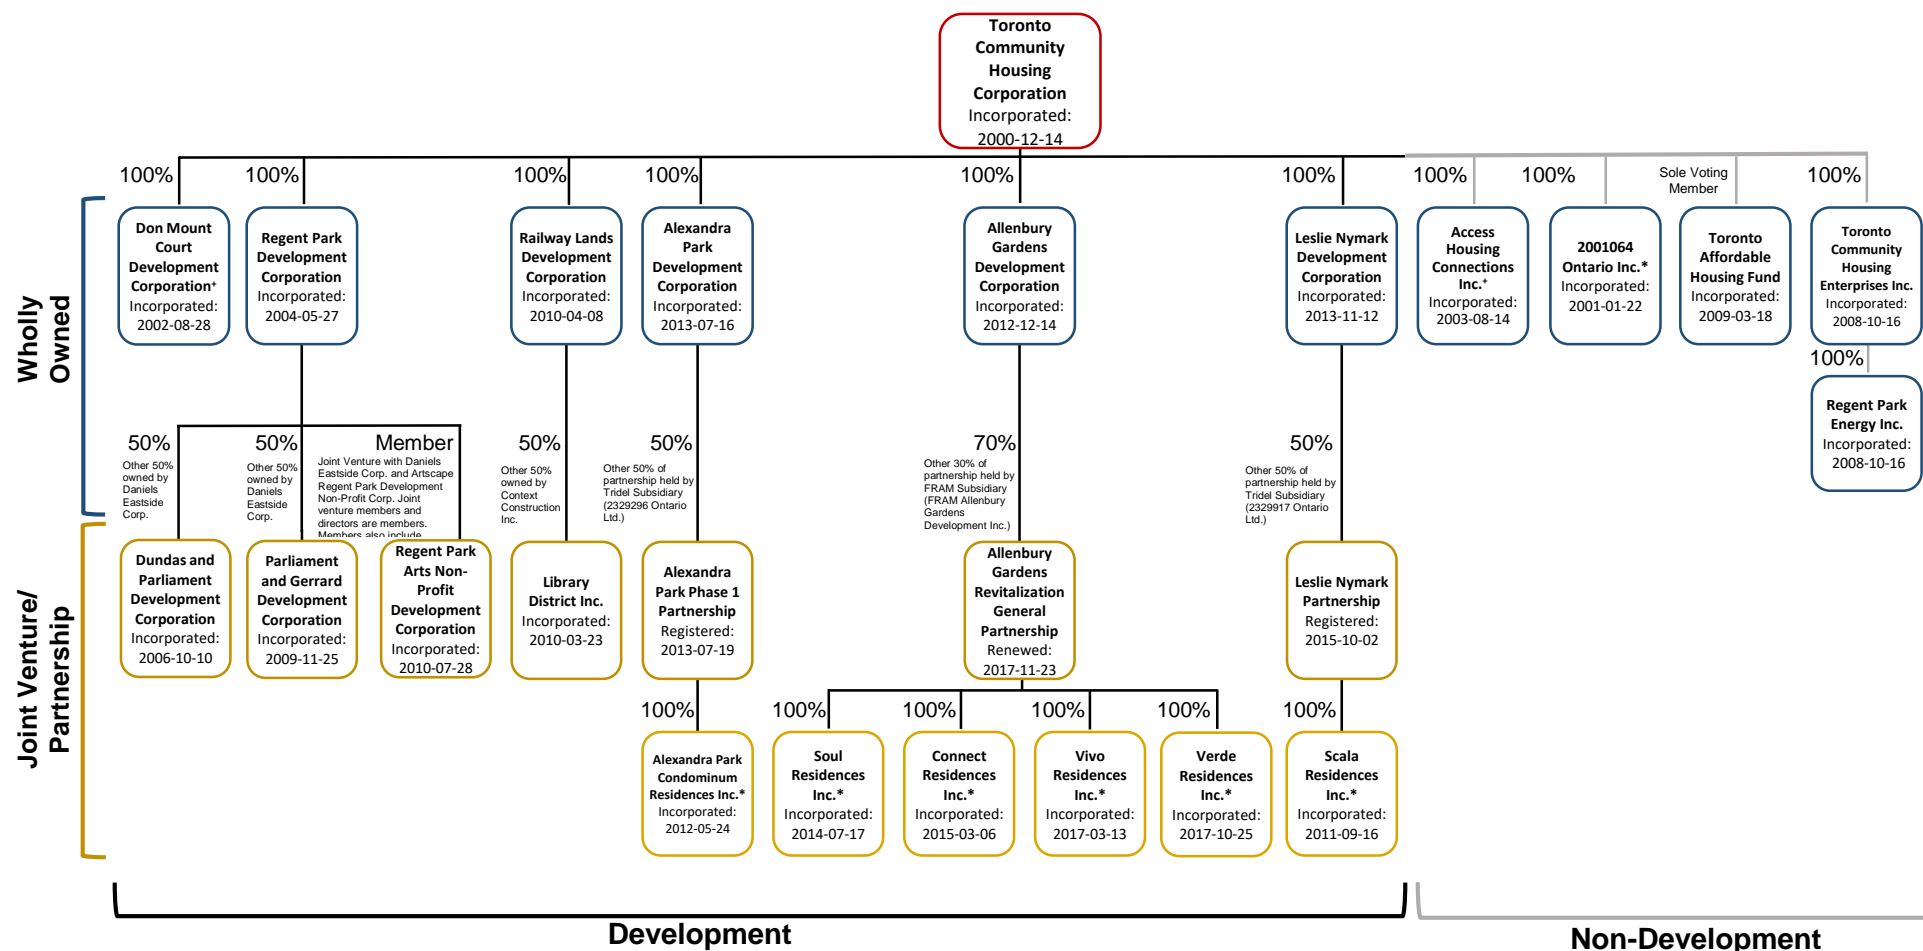 Toronto
Community
Housing
Corporation
Incorporated:
2000-12-14
100%
100%
100%
100%
100%
100%
100%
100%
Sole Voting
Member
100%
Wholly
Owned
Don Mount
Court
Development
Corporation⁺
Incorporated:
2002-08-28
Regent Park
Development
Corporation
Incorporated:
2004-05-27
Railway Lands
Development
Corporation
Incorporated:
2010-04-08
Alexandra
Park
Development
Corporation
Incorporated:
2013-07-16
Allenbury
Gardens
Development
Corporation
Incorporated:
2012-12-14
Leslie Nymark
Development
Corporation
Incorporated:
2013-11-12
Access
Housing
Connections
Inc.⁺
Incorporated:
2003-08-14
2001064
Ontario Inc.*
Incorporated:
2001-01-22
Toronto
Affordable
Housing Fund
Incorporated:
2009-03-18
Toronto
Community
Housing
Enterprises Inc.
Incorporated:
2008-10-16
100%
Regent Park
Energy Inc.
Incorporated:
2008-10-16
50%
Other 50%
owned by
Daniels
Eastside
Corp.
50%
Other 50%
owned by
Daniels
Eastside
Corp.
Member
Joint Venture with Daniels
Eastside Corp. and Artscape
Regent Park Development
Non-Profit Corp. Joint
venture members and
directors are members.
Members also include
50%
Other 50%
owned by
Context
Construction
Inc.
50%
Other 50% of
partnership held by
Tridel Subsidiary
(2329296 Ontario
Ltd.)
70%
Other 30% of
partnership held by
FRAM Subsidiary
(FRAM Allenbury
Gardens
Development Inc.)
50%
Other 50% of
partnership held by
Tridel Subsidiary
(2329917 Ontario
Ltd.)
Joint Venture/
Partnership
Dundas and
Parliament
Development
Corporation
Incorporated:
2006-10-10
Parliament
and Gerrard
Development
Corporation
Incorporated:
2009-11-25
Regent Park
Arts Non-
Profit
Development
Corporation
Incorporated:
2010-07-28
Library
District Inc.
Incorporated:
2010-03-23
Alexandra
Park Phase 1
Partnership
Registered:
2013-07-19
Allenbury
Gardens
Revitalization
General
Partnership
Renewed:
2017-11-23
Leslie Nymark
Partnership
Registered:
2015-10-02
100%
100%
100%
100%
100%
100%
Alexandra Park
Condominum
Residences Inc.*
Incorporated:
2012-05-24
Soul
Residences
Inc.*
Incorporated:
2014-07-17
Connect
Residences
Inc.*
Incorporated:
2015-03-06
Vivo
Residences
Inc.*
Incorporated:
2017-03-13
Verde
Residences
Inc.*
Incorporated:
2017-10-25
Scala
Residences
Inc.*
Incorporated:
2011-09-16
Development
Non-Development